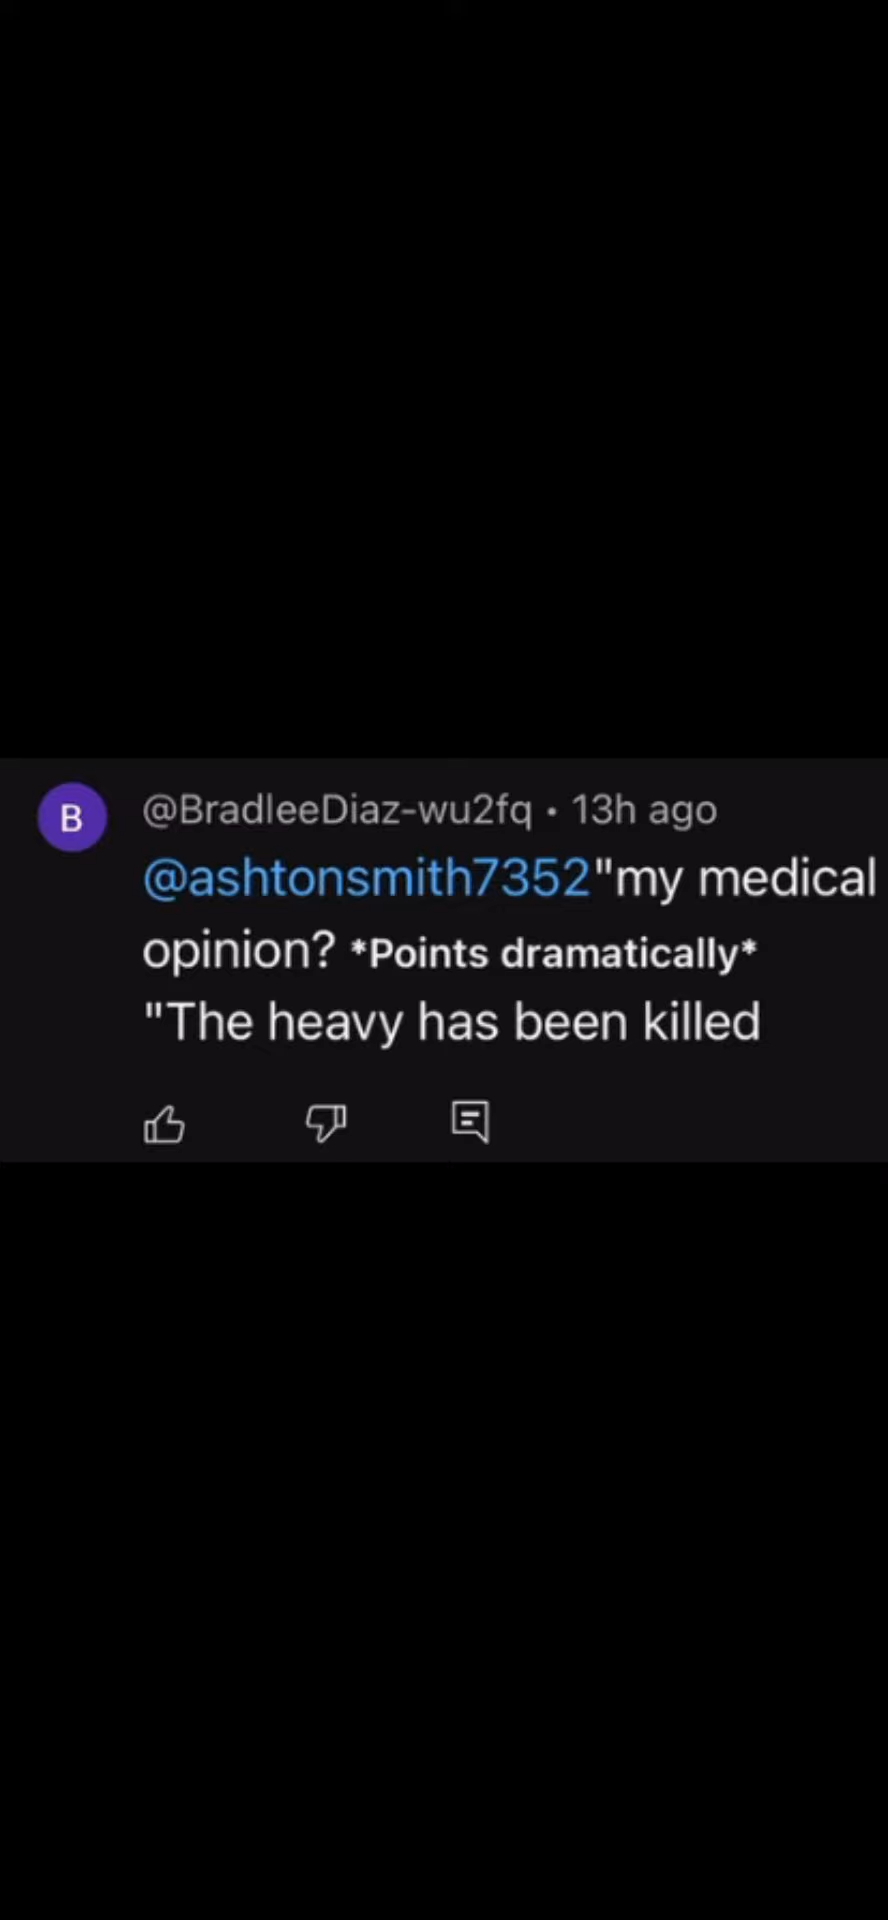 B
@BradleeDiaz-wu2fq • 13h ago
@ashtonsmith7352"my medical
opinion? *Points dramatically*
"The heavy has been killed